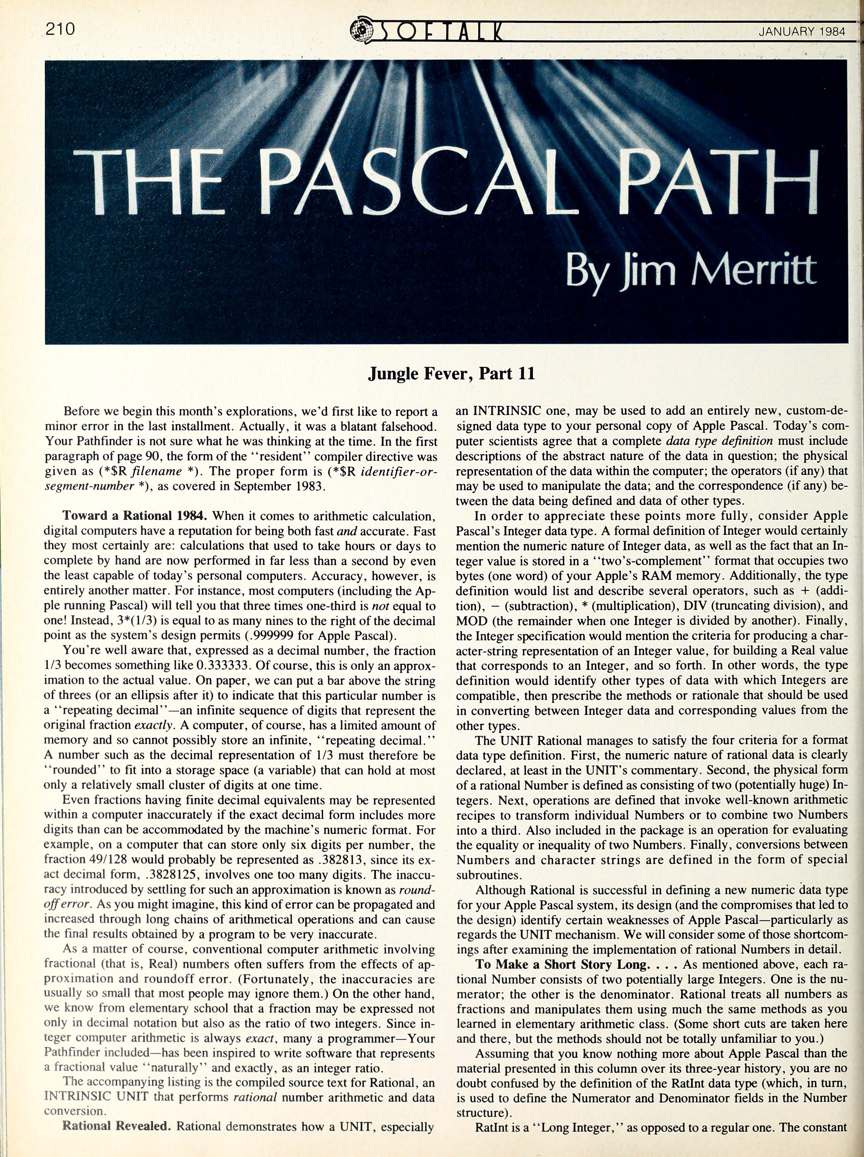 210
SOFTALK
JANUARY 1984
THE PASCAL PATH
By Jim Merritt
Jungle Fever, Part 11
Before we begin this month's explorations, we'd first like to report a
minor error in the last installment. Actually, it was a blatant falsehood.
Your Pathfinder is not sure what he was thinking at the time. In the first
paragraph of page 90, the form of the ''resident'' compiler directive was
given as (*$R filename *). The proper form is (*$R identifier-or-
segment-number *), as covered in September 1983.
Toward a Rational 1984. When it comes to arithmetic calculation,
digital computers have a reputation for being both fast and accurate. Fast
they most certainly are: calculations that used to take hours or days to
complete by hand are now performed in far less than a second by even
the least capable of today's personal computers. Accuracy, however, is
entirely another matter. For instance, most computers (including the Ap-
ple running Pascal) will tell you that three times one-third is not equal to
one! Instead, 3*(1/3) is equal to as many nines to the right of the decimal
point as the system's design permits (.999999 for Apple Pascal).
You're well aware that, expressed as a decimal number, the fraction
1/3 becomes something like 0.333333. Of course, this is only an approx-
imation to the actual value. On paper, we can put a bar above the string
of threes (or an ellipsis after it) to indicate that this particular number is
a ''repeating decimal''—an infinite sequence of digits that represent the
original fraction exactly. A computer, of course, has a limited amount of
memory and so cannot possibly store an infinite, ''repeating decimal.''
A number such as the decimal representation of 1/3 must therefore be
''rounded'' to fit into a storage space (a variable) that can hold at most
only a relatively small cluster of digits at one time.
Even fractions having finite decimal equivalents may be represented
within a computer inaccurately if the exact decimal form includes more
digits than can be accommodated by the machine's numeric format. For
example, on a computer that can store only six digits per number, the
fraction 49/128 would probably be represented as .382813, since its ex-
act decimal form, .3828125, involves one too many digits. The inaccu-
racy introduced by settling for such an approximation is known as round-
off error. As you might imagine, this kind of error can be propagated and
increased through long chains of arithmetical operations and can cause
the final results obtained by a program to be very inaccurate.
As a matter of course, conventional computer arithmetic involving
fractional (that is, Real) numbers often suffers from the effects of ap-
proximation and roundoff error. (Fortunately, the inaccuracies are
usually so small that most people may ignore them.) On the other hand,
we know from elementary school that a fraction may be expressed not
only in decimal notation but also as the ratio of two integers. Since in-
teger computer arithmetic is always exact, many a programmer—Your
Pathfinder included—has been inspired to write software that represents
a fractional value ''naturally'' and exactly, as an integer ratio.
The accompanying listing is the compiled source text for Rational, an
INTRINSIC UNIT that performs rational number arithmetic and data
conversion.
Rational Revealed. Rational demonstrates how a UNIT, especially
an INTRINSIC one, may be used to add an entirely new, custom-de-
signed data type to your personal copy of Apple Pascal. Today's com-
puter scientists agree that a complete data type definition must include
descriptions of the abstract nature of the data in question; the physical
representation of the data within the computer; the operators (if any) that
may be used to manipulate the data; and the correspondence (if any) be-
tween the data being defined and data of other types.
In order to appreciate these points more fully, consider Apple
Pascal's Integer data type. A formal definition of Integer would certainly
mention the numeric nature of Integer data, as well as the fact that an In-
teger value is stored in a ''two's-complement'' format that occupies two
bytes (one word) of your Apple's RAM memory. Additionally, the type
definition would list and describe several operators, such as + (addi-
tion), − (subtraction), * (multiplication), DIV (truncating division), and
MOD (the remainder when one Integer is divided by another). Finally,
the Integer specification would mention the criteria for producing a char-
acter-string representation of an Integer value, for building a Real value
that corresponds to an Integer, and so forth. In other words, the type
definition would identify other types of data with which Integers are
compatible, then prescribe the methods or rationale that should be used
in converting between Integer data and corresponding values from the
other types.
The UNIT Rational manages to satisfy the four criteria for a format
data type definition. First, the numeric nature of rational data is clearly
declared, at least in the UNIT's commentary. Second, the physical form
of a rational Number is defined as consisting of two (potentially huge) In-
tegers. Next, operations are defined that invoke well-known arithmetic
recipes to transform individual Numbers or to combine two Numbers
into a third. Also included in the package is an operation for evaluating
the equality or inequality of two Numbers. Finally, conversions between
Numbers and character strings are defined in the form of special
subroutines.
Although Rational is successful in defining a new numeric data type
for your Apple Pascal system, its design (and the compromises that led to
the design) identify certain weaknesses of Apple Pascal—particularly as
regards the UNIT mechanism. We will consider some of those shortcom-
ings after examining the implementation of rational Numbers in detail.
To Make a Short Story Long. . . . As mentioned above, each ra-
tional Number consists of two potentially large Integers. One is the nu-
merator; the other is the denominator. Rational treats all numbers as
fractions and manipulates them using much the same methods as you
learned in elementary arithmetic class. (Some short cuts are taken here
and there, but the methods should not be totally unfamiliar to you.)
Assuming that you know nothing more about Apple Pascal than the
material presented in this column over its three-year history, you are no
doubt confused by the definition of the RatInt data type (which, in turn,
is used to define the Numerator and Denominator fields in the Number
structure).
RatInt is a ''Long Integer,'' as opposed to a regular one. The constant